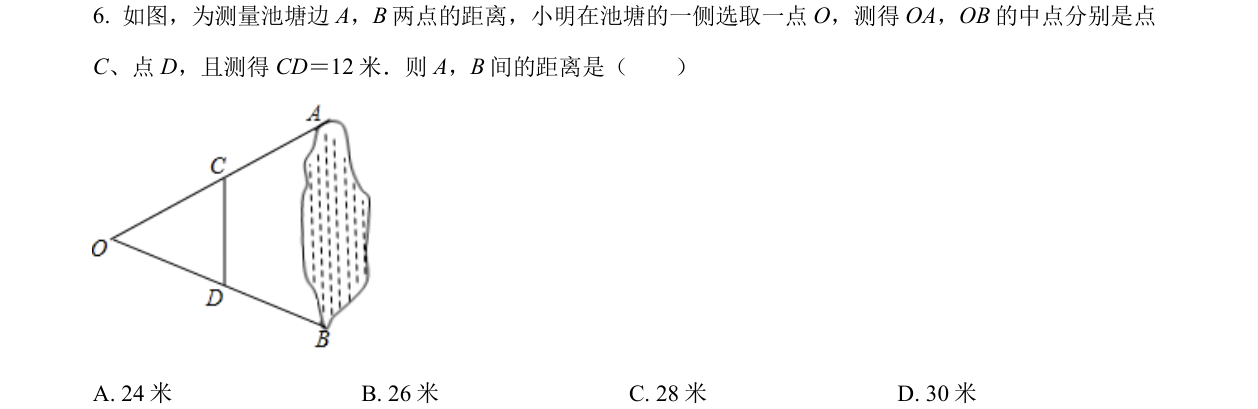 6. 如图，为测量池塘边 A，B 两点的距离，小明在池塘的一侧选取一点 O，测得 OA，OB 的中点分别是点
C、点 D，且测得 CD＝12 米．则 A，B 间的距离是（　　）
A
C
O
D
B
A. 24 米 B. 26 米 C. 28 米 D. 30 米